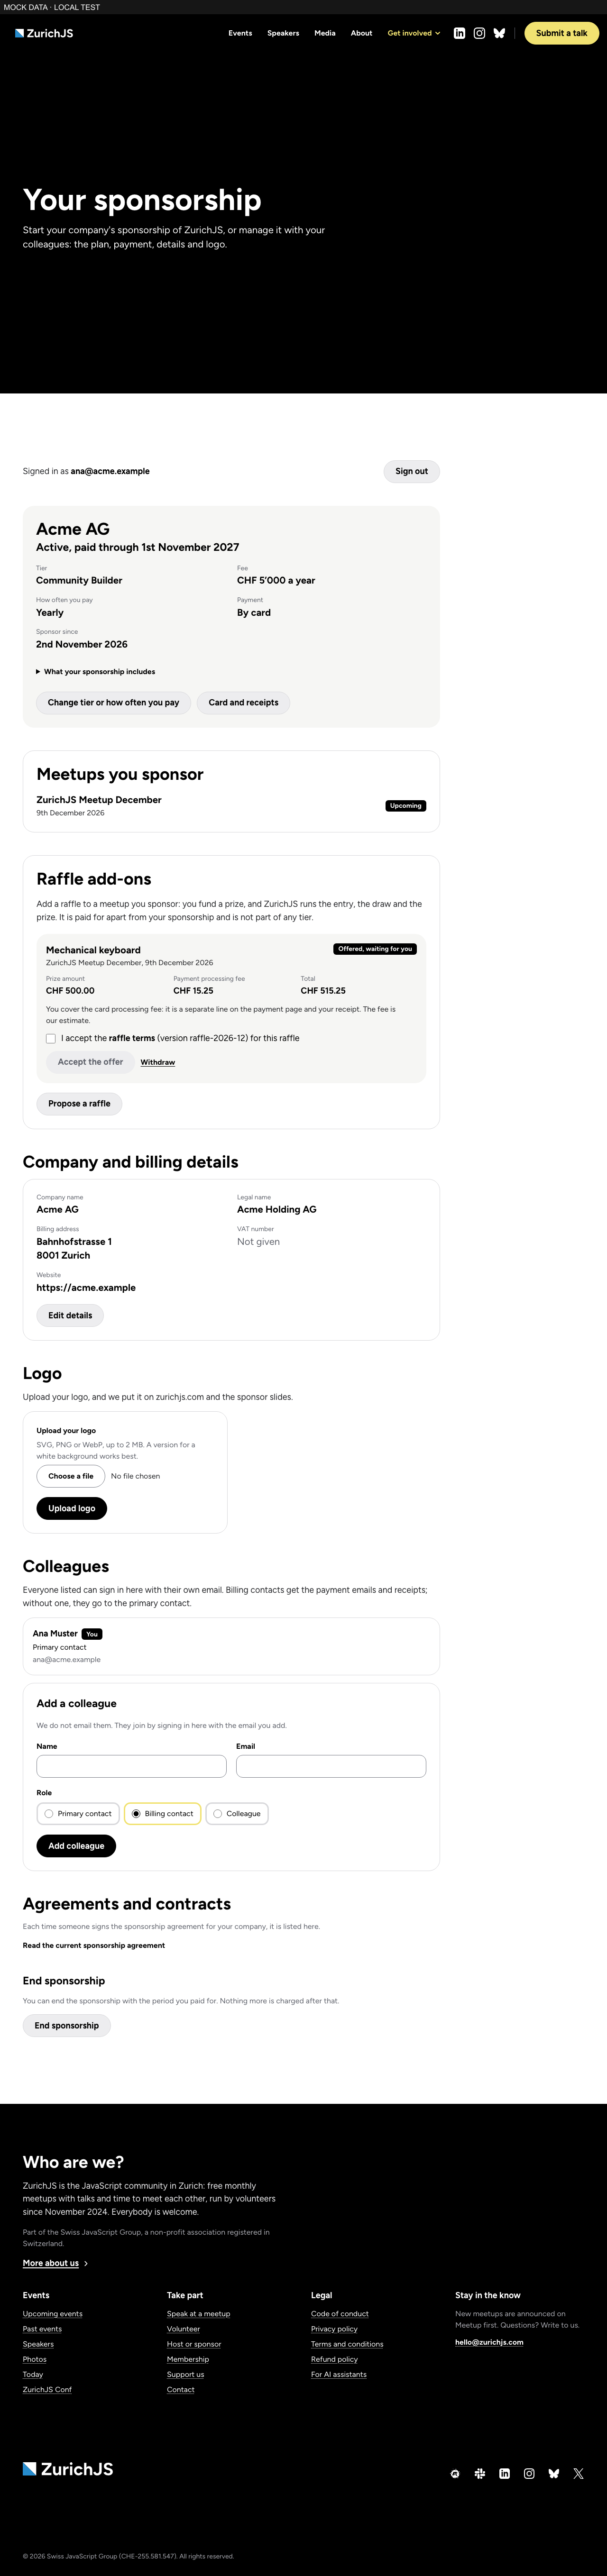 MOCK DATA · LOCAL TEST
ZurichJS
Events
Speakers
Media
About
Get involved
Submit a talk
Your sponsorship
Start your company's sponsorship of ZurichJS, or manage it with your
colleagues: the plan, payment, details and logo.
Signed in as ana@acme.example
Sign out
Acme AG
Active, paid through 1st November 2027
Tier
Community Builder
Fee
CHF 5’000 a year
How often you pay
Yearly
Payment
By card
Sponsor since
2nd November 2026
What your sponsorship includes
Change tier or how often you pay
Card and receipts
Meetups you sponsor
ZurichJS Meetup December
9th December 2026
Upcoming
Raffle add-ons
Add a raffle to a meetup you sponsor: you fund a prize, and ZurichJS runs the entry, the draw and the
prize. It is paid for apart from your sponsorship and is not part of any tier.
Mechanical keyboard
Offered, waiting for you
ZurichJS Meetup December, 9th December 2026
Prize amount
CHF 500.00
Payment processing fee
CHF 15.25
Total
CHF 515.25
You cover the card processing fee: it is a separate line on the payment page and your receipt. The fee is
our estimate.
I accept the raffle terms (version raffle-2026-12) for this raffle
Accept the offer
Withdraw
Propose a raffle
Company and billing details
Company name
Acme AG
Legal name
Acme Holding AG
Billing address
Bahnhofstrasse 1
8001 Zurich
VAT number
Not given
Website
https://acme.example
Edit details
Logo
Upload your logo, and we put it on zurichjs.com and the sponsor slides.
Upload your logo
SVG, PNG or WebP, up to 2 MB. A version for a
white background works best.
Choose a file
No file chosen
Upload logo
Colleagues
Everyone listed can sign in here with their own email. Billing contacts get the payment emails and receipts;
without one, they go to the primary contact.
Ana Muster You
Primary contact
ana@acme.example
Add a colleague
We do not email them. They join by signing in here with the email you add.
Name
Email
Role
Primary contact
Billing contact
Colleague
Add colleague
Agreements and contracts
Each time someone signs the sponsorship agreement for your company, it is listed here.
Read the current sponsorship agreement
End sponsorship
You can end the sponsorship with the period you paid for. Nothing more is charged after that.
End sponsorship
Who are we?
ZurichJS is the JavaScript community in Zurich: free monthly
meetups with talks and time to meet each other, run by volunteers
since November 2024. Everybody is welcome.
Part of the Swiss JavaScript Group, a non-profit association registered in
Switzerland.
More about us
Events
Upcoming events
Past events
Speakers
Photos
Today
ZurichJS Conf
Take part
Speak at a meetup
Volunteer
Host or sponsor
Membership
Support us
Contact
Legal
Code of conduct
Privacy policy
Terms and conditions
Refund policy
For AI assistants
Stay in the know
New meetups are announced on
Meetup first. Questions? Write to us.
hello@zurichjs.com
ZurichJS
© 2026 Swiss JavaScript Group (CHE-255.581.547). All rights reserved.